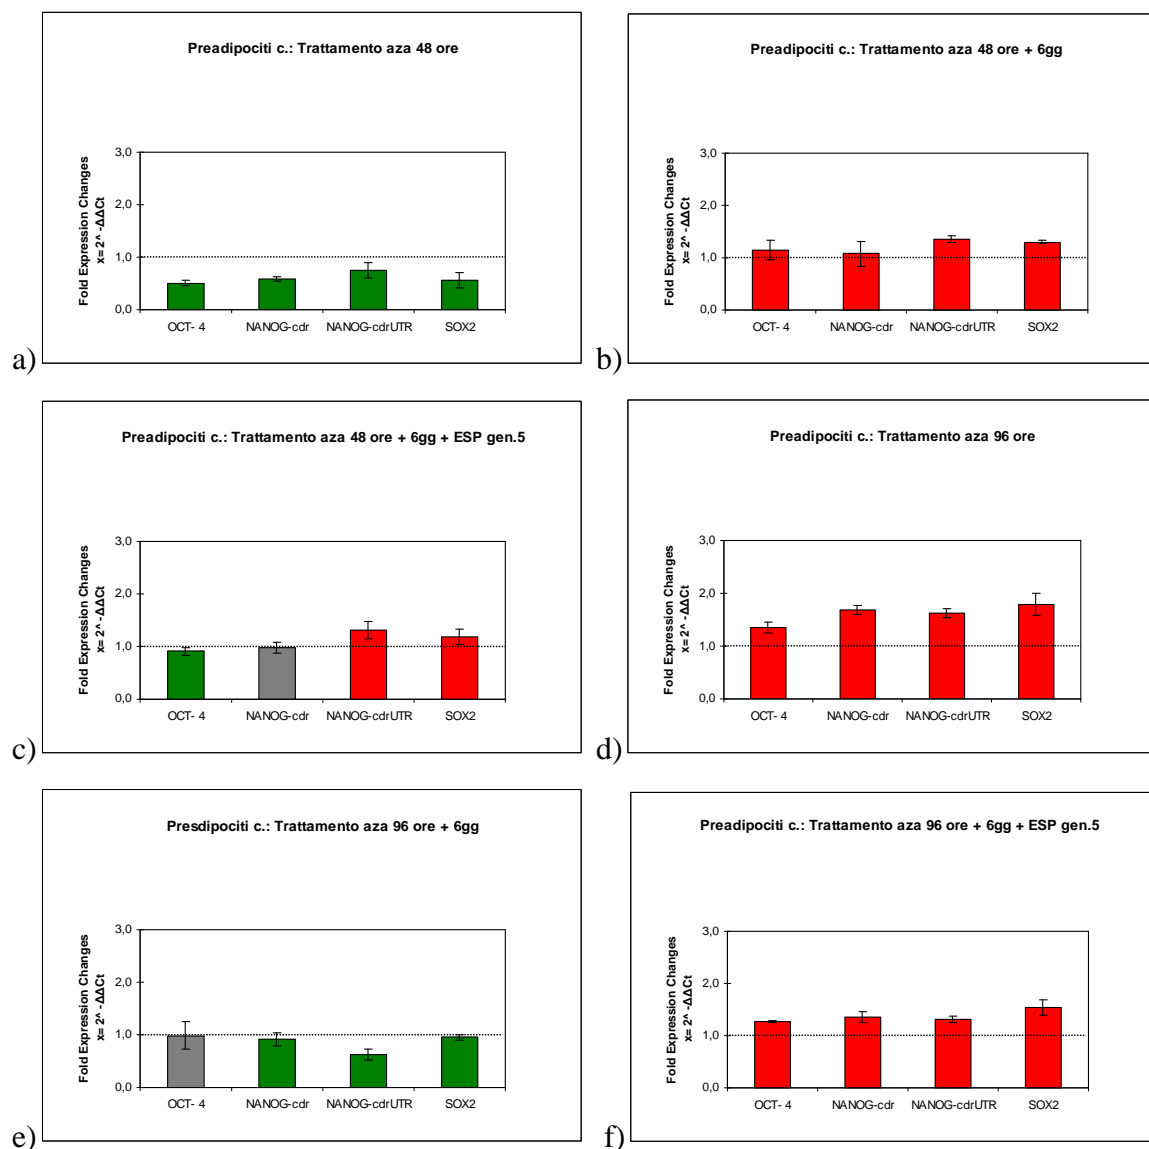 Preadipociti c.: Trattamento aza 48 ore
Fold Expression Changes
x= 2^ -ΔΔCt
3,0
2,0
1,0
0,0
OCT- 4 NANOG-cdr NANOG-cdrUTR SOX2
a)
Preadipociti c.: Trattamento aza 48 ore + 6gg
Fold Expression Changes
x= 2^ -ΔΔCt
3,0
2,0
1,0
0,0
OCT- 4 NANOG-cdr NANOG-cdrUTR SOX2
b)
Preadipociti c.: Trattamento aza 48 ore + 6gg + ESP gen.5
Fold Expression Changes
x= 2^ -ΔΔCt
3,0
2,0
1,0
0,0
OCT- 4 NANOG-cdr NANOG-cdrUTR SOX2
c)
Preadipociti c.: Trattamento aza 96 ore
Fold Expression Changes
x= 2^ -ΔΔCt
3,0
2,0
1,0
0,0
OCT- 4 NANOG-cdr NANOG-cdrUTR SOX2
d)
Presdipociti c.: Trattamento aza 96 ore + 6gg
Fold Expression Changes
x= 2^ -ΔΔCt
3,0
2,0
1,0
0,0
OCT- 4 NANOG-cdr NANOG-cdrUTR SOX2
e)
Preadipociti c.: Trattamento aza 96 ore + 6gg + ESP gen.5
Fold Expression Changes
x= 2^ -ΔΔCt
3,0
2,0
1,0
0,0
OCT- 4 NANOG-cdr NANOG-cdrUTR SOX2
f)